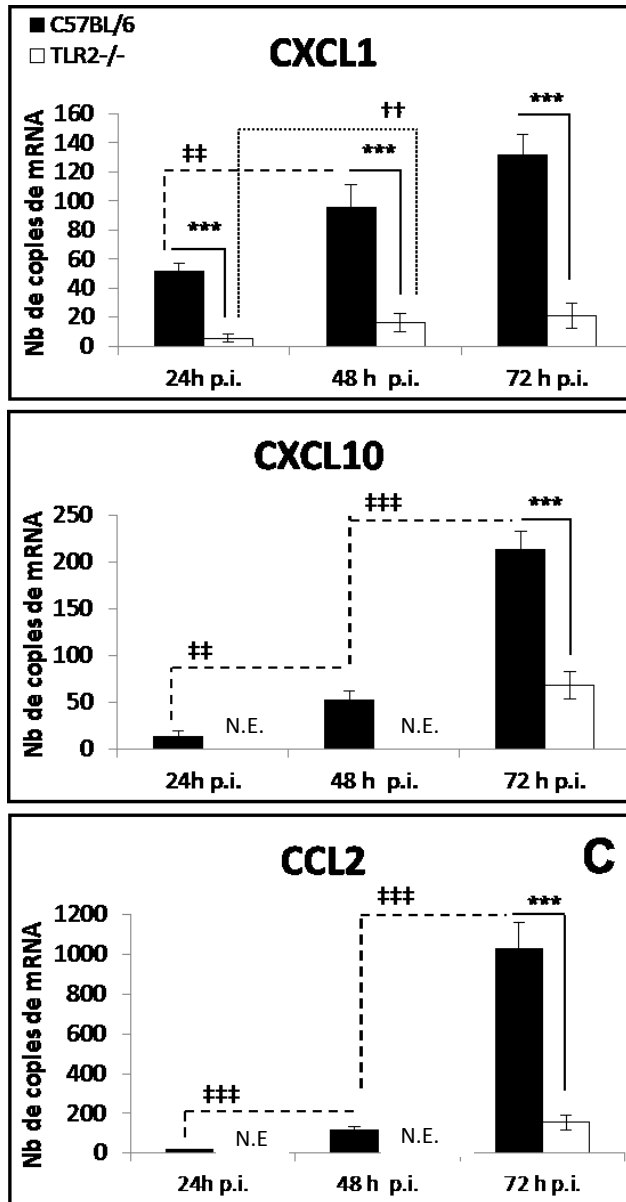 C57BL/6
TLR2-/-
CXCL1
Nb de copies de mRNA
160
140
120
100
80
60
40
20
0
‡‡
***
††
***
***
24h p.i.
48 h p.i.
72 h p.i.
CXCL10
Nb de copies de mRNA
250
200
150
100
50
0
‡‡
N.E.
‡‡‡
N.E.
***
24h p.i.
48 h p.i.
72 h p.i.
CCL2
C
Nb de copies de mRNA
1200
1000
800
600
400
200
0
‡‡‡
N.E
‡‡‡
N.E.
***
24h p.i.
48 h p.i.
72 h p.i.